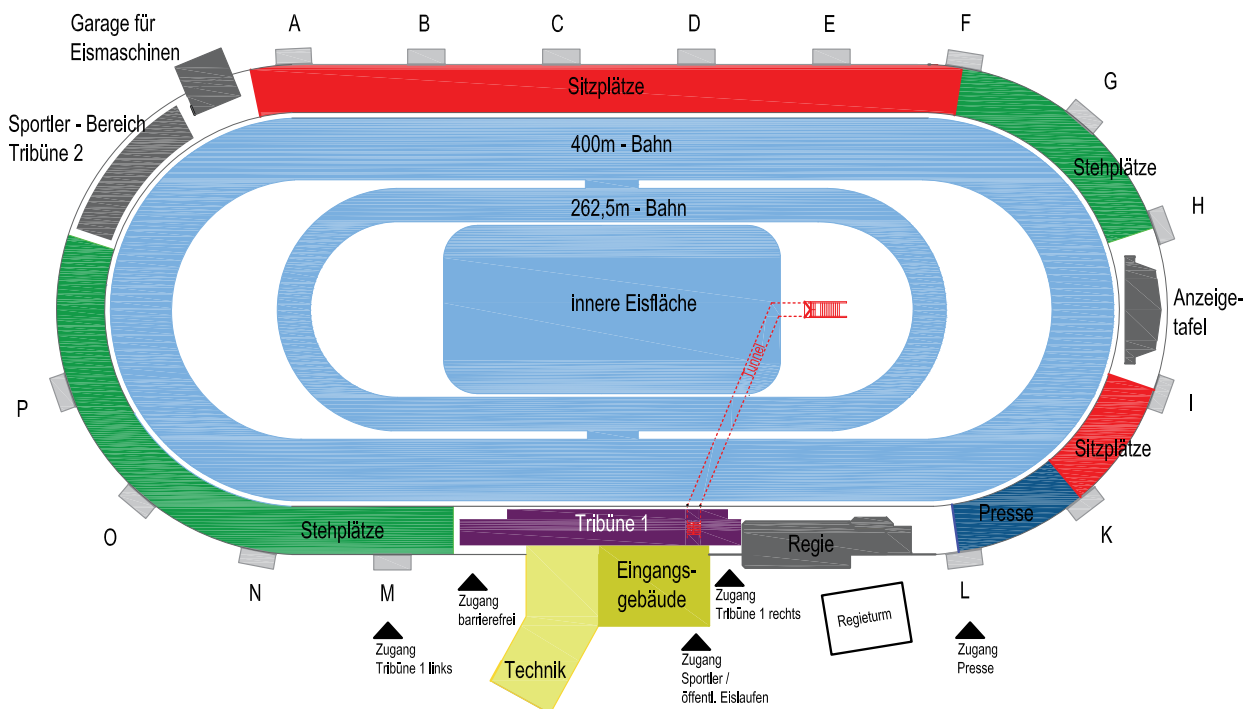 Garage für
Eismaschinen
A
B
C
D
E
F
G
Sitzplätze
Sportler - Bereich
Tribüne 2
400m - Bahn
Stehplätze
262,5m - Bahn
H
innere Eisfläche
Anzeige-
tafel
Tunnel
P
I
Sitzplätze
Presse
Stehplätze
Tribüne 1
Regie
O
K
N
M
Eingangs-
gebäude
L
Zugang
barrierefrei
Zugang
Tribüne 1 rechts
Regieturm
Zugang
Tribüne 1 links
Technik
Zugang
Sportler /
öffentl. Eislaufen
Zugang
Presse